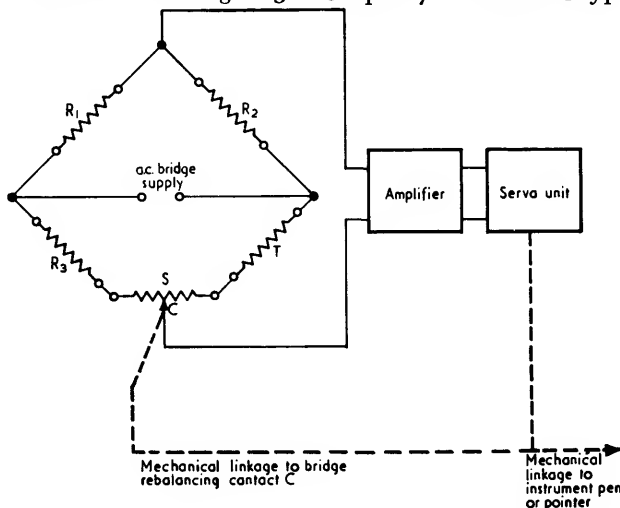 R1
R2
a.c. bridge
supply
Amplifier
Serva unit
R3
T
S
C
Mechanical linkage to bridge
rebalancing cantact C
Mechanical
linkage to
instrument pen
or pointer